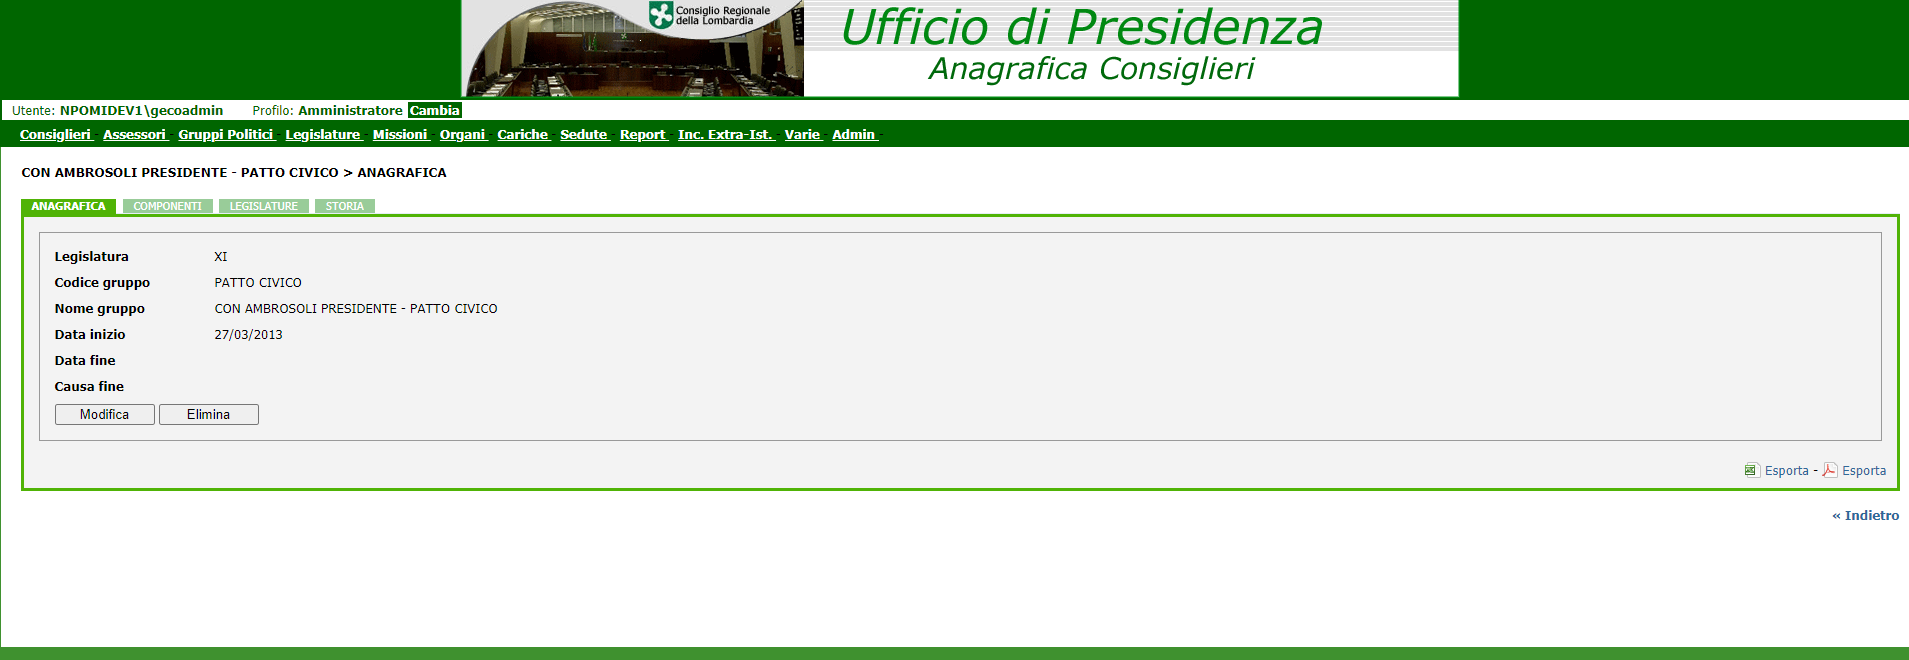 Consiglio Regionale
della Lombardia
Ufficio di Presidenza
Anagrafica Consiglieri
Utente: NPOMIDEV1\gecoadmin Profilo: Amministratore Cambia
Consiglieri - Assessori - Gruppi Politici - Legislature - Missioni - Organi - Cariche - Sedute - Report - Inc. Extra-Ist. - Varie - Admin -
CON AMBROSOLI PRESIDENTE - PATTO CIVICO > ANAGRAFICA
ANAGRAFICA COMPONENTI LEGISLATURE STORIA
Legislatura XI
Codice gruppo PATTO CIVICO
Nome gruppo CON AMBROSOLI PRESIDENTE - PATTO CIVICO
Data inizio 27/03/2013
Data fine
Causa fine
Modifica Elimina
Esporta - Esporta
« Indietro